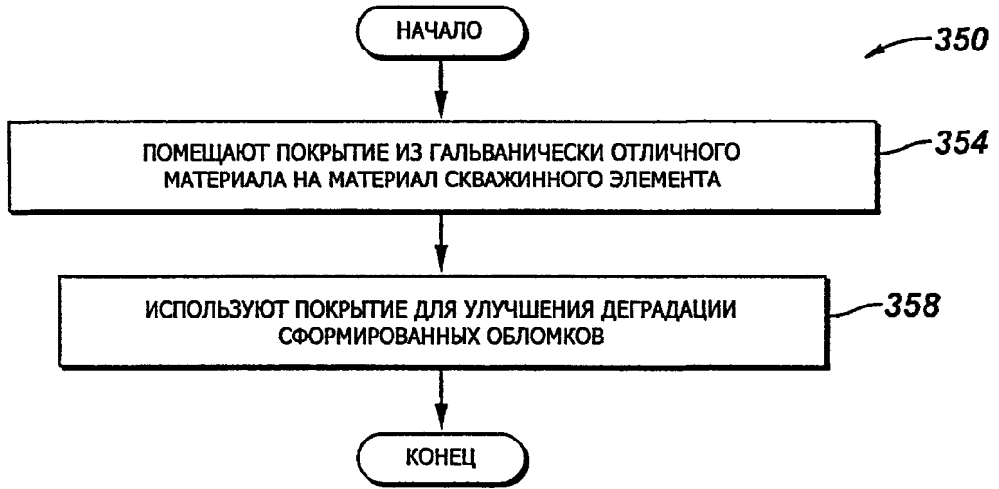 НАЧАЛО
350
ПОМЕЩАЮТ ПОКРЫТИЕ ИЗ ГАЛЬВАНИЧЕСКИ ОТЛИЧНОГО
МАТЕРИАЛА НА МАТЕРИАЛ СКВАЖИННОГО ЭЛЕМЕНТА
354
ИСПОЛЬЗУЮТ ПОКРЫТИЕ ДЛЯ УЛУЧШЕНИЯ ДЕГРАДАЦИИ
СФОРМИРОВАННЫХ ОБЛОМКОВ
358
КОНЕЦ